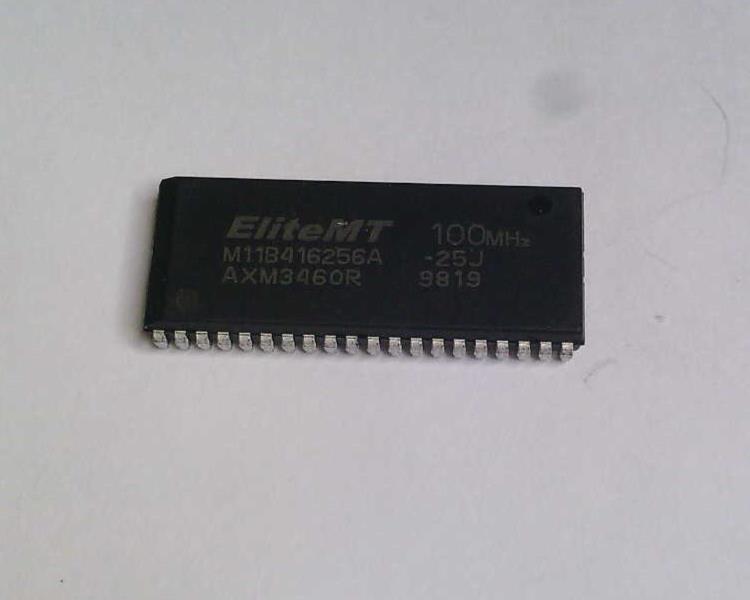 EliteMT 100MHz
M11B416256A -25J
AXM3460R 9819